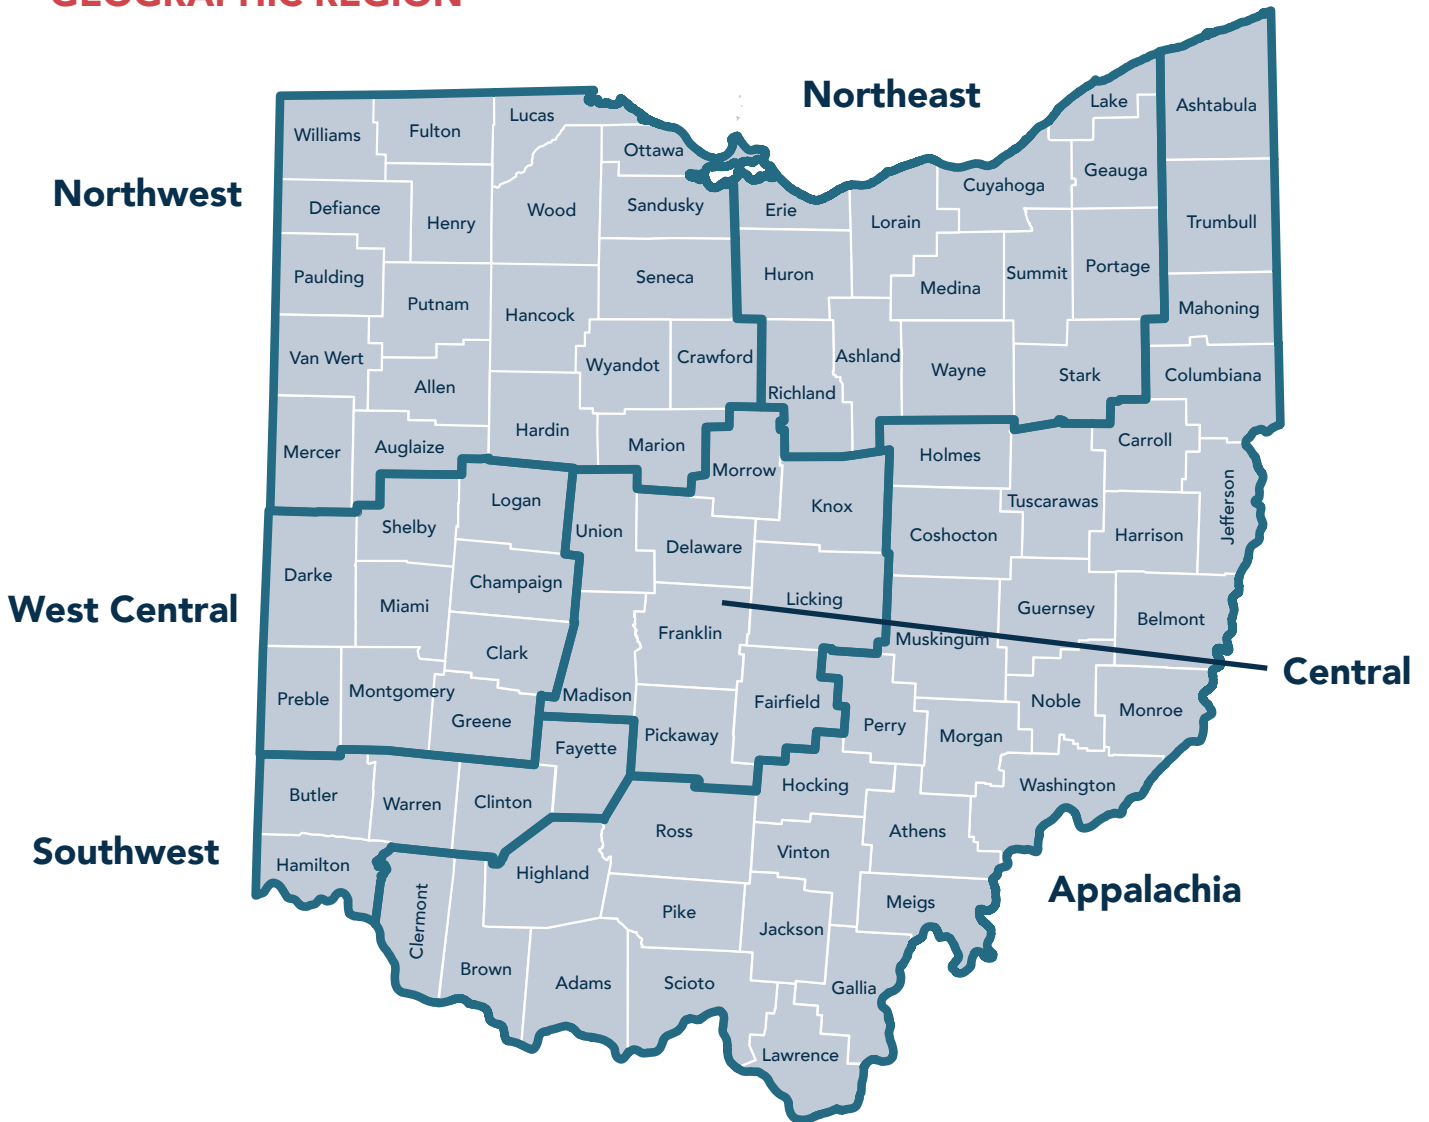 GEOGRAPHIC REGION
Northeast
Lake
Ashtabula
Lucas
Williams
Fulton
Ottawa
Geauga
Cuyahoga
Northwest
Defiance
Henry
Wood
Sandusky
Erie
Lorain
Trumbull
Paulding
Putnam
Seneca
Huron
Medina
Summit
Portage
Hancock
Mahoning
Van Wert
Allen
Wyandot
Crawford
Richland
Ashland
Wayne
Stark
Columbiana
Mercer
Auglaize
Hardin
Marion
Morrow
Holmes
Carroll
Logan
Knox
Tuscarawas
Jefferson
Shelby
Union
Delaware
Coshocton
Harrison
Darke
Champaign
West Central
Miami
Licking
Guernsey
Belmont
Clark
Franklin
Muskingum
Central
Preble
Montgomery
Greene
Madison
Fairfield
Noble
Monroe
Fayette
Pickaway
Perry
Morgan
Butler
Warren
Clinton
Hocking
Washington
Ross
Athens
Southwest
Hamilton
Highland
Vinton
Appalachia
Clermont
Pike
Jackson
Meigs
Brown
Adams
Scioto
Gallia
Lawrence